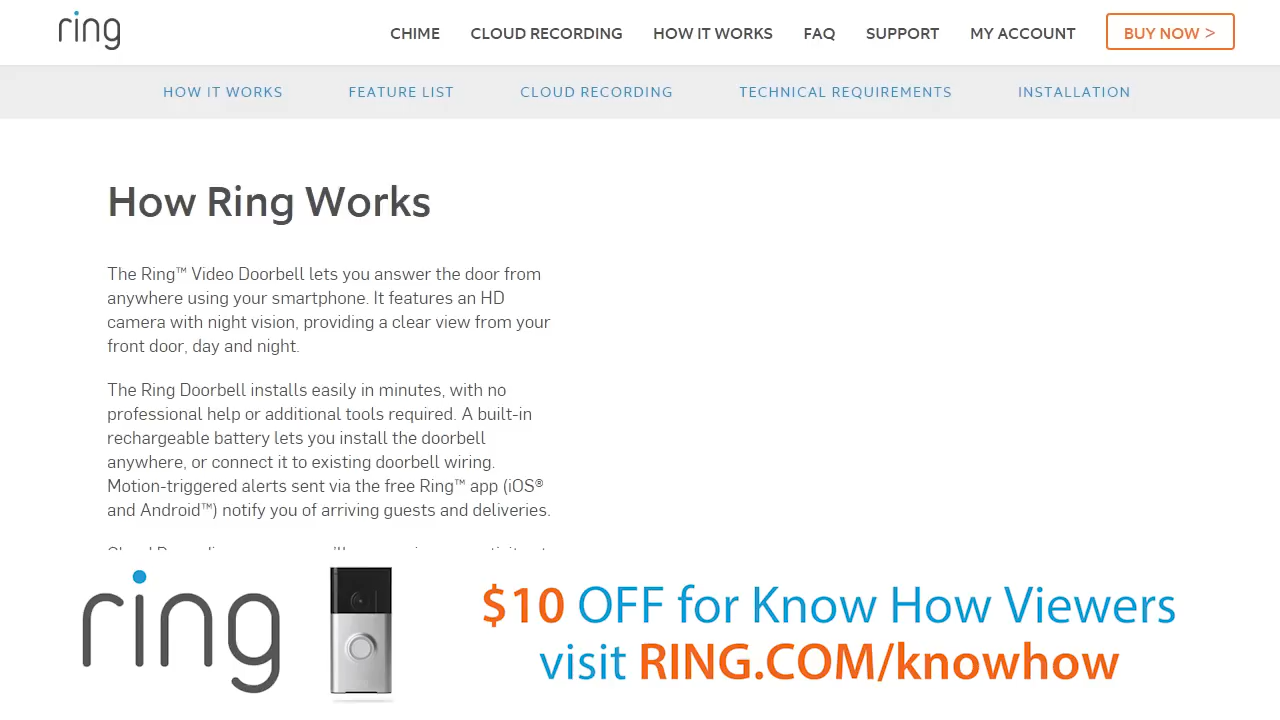 ring
CHIME CLOUD RECORDING HOW IT WORKS FAQ SUPPORT MY ACCOUNT BUY NOW >
HOW IT WORKS FEATURE LIST CLOUD RECORDING TECHNICAL REQUIREMENTS INSTALLATION
How Ring Works
The Ring™ Video Doorbell lets you answer the door from
anywhere using your smartphone. It features an HD
camera with night vision, providing a clear view from your
front door, day and night.
The Ring Doorbell installs easily in minutes, with no
professional help or additional tools required. A built-in
rechargeable battery lets you install the doorbell
anywhere, or connect it to existing doorbell wiring.
Motion-triggered alerts sent via the free Ring™ app (iOS®
and Android™) notify you of arriving guests and deliveries.
ring
$10 OFF for Know How Viewers
visit RING.COM/knowhow